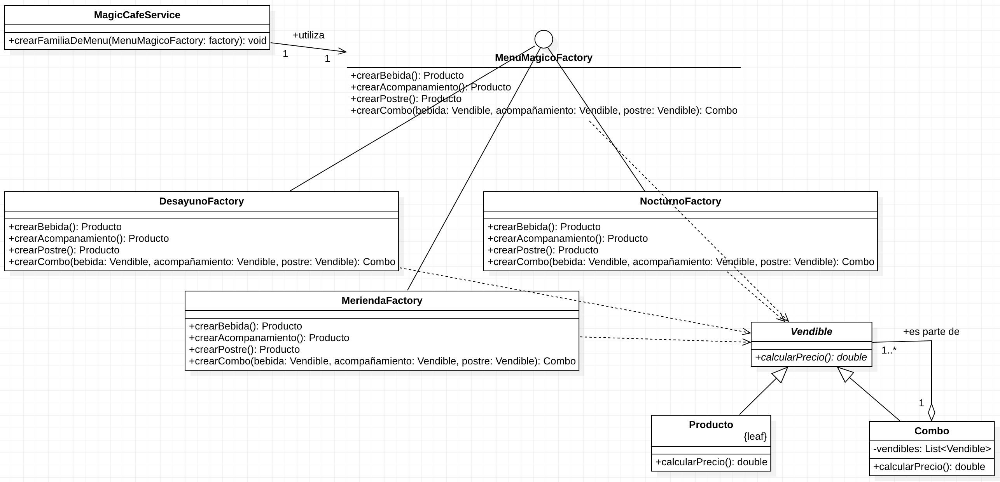 MagicCafeService
+crearFamiliaDeMenu(MenuMagicoFactory: factory): void
+utiliza
1
1
MenuMagicoFactory
+crearBebida(): Producto
+crearAcompanamiento(): Producto
+crearPostre(): Producto
+crearCombo(bebida: Vendible, acompañamiento: Vendible, postre: Vendible): Combo
DesayunoFactory
+crearBebida(): Producto
+crearAcompanamiento(): Producto
+crearPostre(): Producto
+crearCombo(bebida: Vendible, acompañamiento: Vendible, postre: Vendible): Combo
NocturnoFactory
+crearBebida(): Producto
+crearAcompanamiento(): Producto
+crearPostre(): Producto
+crearCombo(bebida: Vendible, acompañamiento: Vendible, postre: Vendible): Combo
MeriendaFactory
+crearBebida(): Producto
+crearAcompanamiento(): Producto
+crearPostre(): Producto
+crearCombo(bebida: Vendible, acompañamiento: Vendible, postre: Vendible): Combo
Vendible
+calcularPrecio(): double
+es parte de
1..*
1
Producto
{leaf}
+calcularPrecio(): double
Combo
-vendibles: List<Vendible>
+calcularPrecio(): double